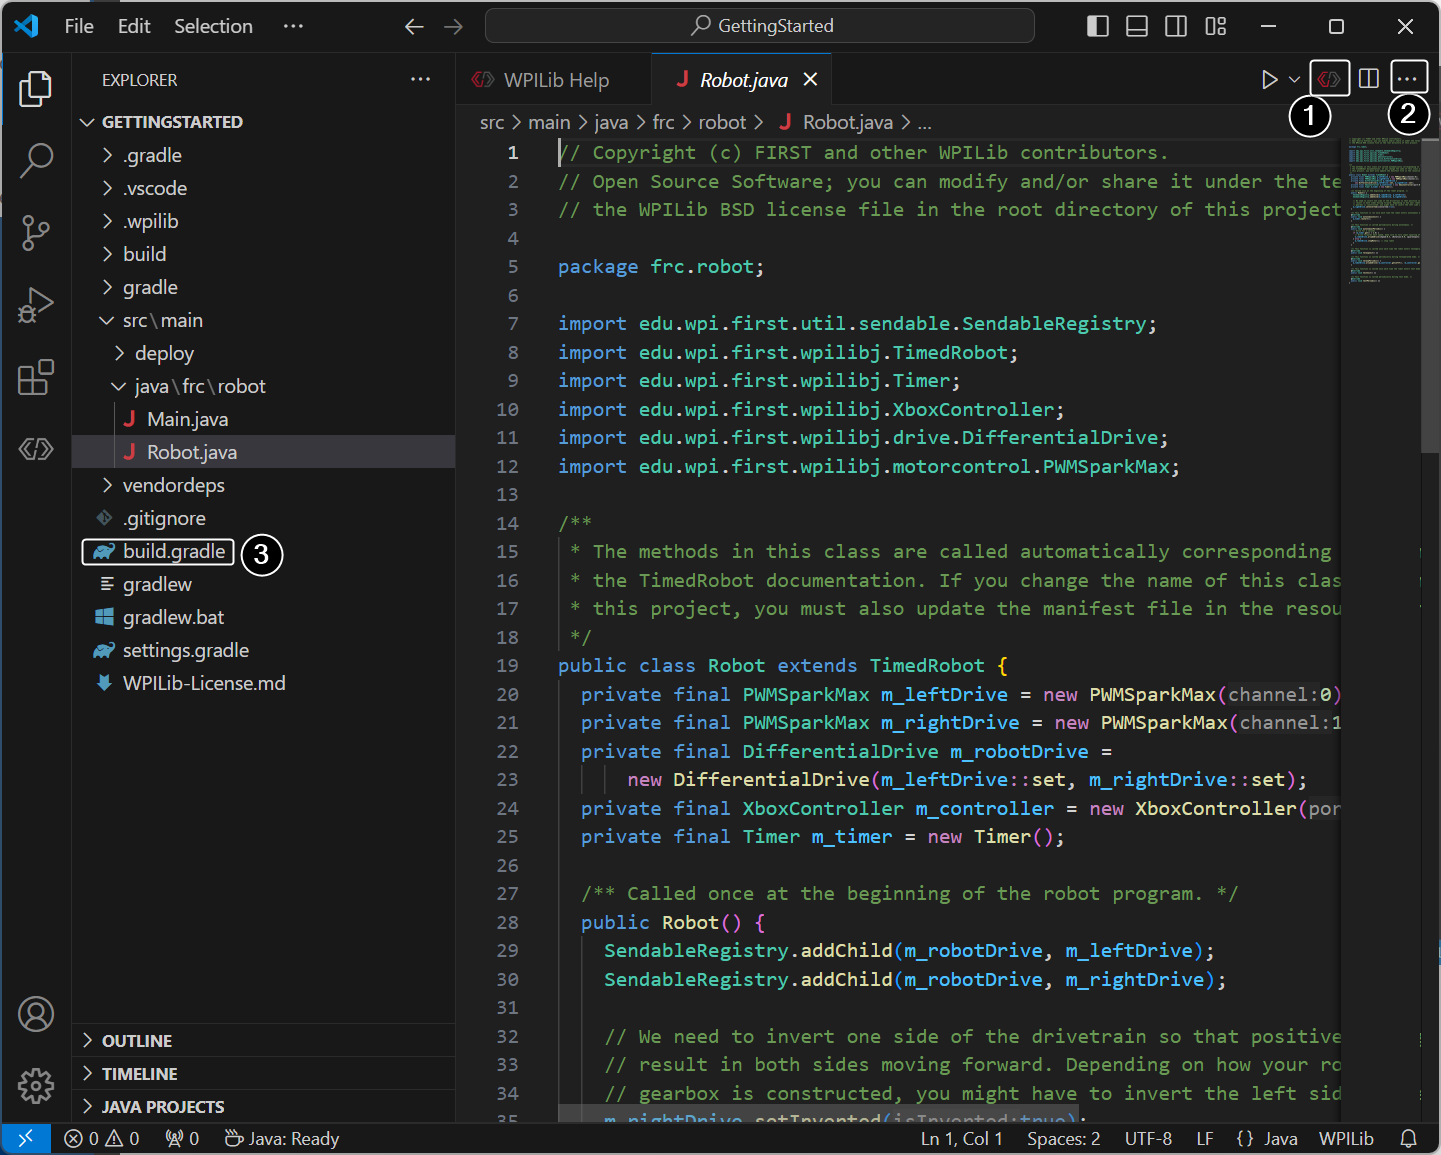 File Edit Selection ··· GettingStarted
EXPLORER ···
WPILib Help Robot.java
1 2
GETTINGSTARTED
.gradle
.vscode
.wpilib
build
gradle
src\main
deploy
java\frc\robot
Main.java
Robot.java
vendordeps
.gitignore
build.gradle 3
gradlew
gradlew.bat
settings.gradle
WPILib-License.md
OUTLINE
TIMELINE
JAVA PROJECTS
src > main > java > frc > robot > Robot.java > ...
1 // Copyright (c) FIRST and other WPILib contributors.
2 // Open Source Software; you can modify and/or share it under the te
3 // the WPILib BSD license file in the root directory of this project
4
5 package frc.robot;
6
7 import edu.wpi.first.util.sendable.SendableRegistry;
8 import edu.wpi.first.wpilibj.TimedRobot;
9 import edu.wpi.first.wpilibj.Timer;
10 import edu.wpi.first.wpilibj.XboxController;
11 import edu.wpi.first.wpilibj.drive.DifferentialDrive;
12 import edu.wpi.first.wpilibj.motorcontrol.PWMSparkMax;
13
14 /**
15 * The methods in this class are called automatically corresponding
16 * the TimedRobot documentation. If you change the name of this clas
17 * this project, you must also update the manifest file in the resou
18 */
19 public class Robot extends TimedRobot {
20 private final PWMSparkMax m_leftDrive = new PWMSparkMax(channel:0)
21 private final PWMSparkMax m_rightDrive = new PWMSparkMax(channel:1
22 private final DifferentialDrive m_robotDrive =
23 new DifferentialDrive(m_leftDrive::set, m_rightDrive::set);
24 private final XboxController m_controller = new XboxController(por
25 private final Timer m_timer = new Timer();
26
27 /** Called once at the beginning of the robot program. */
28 public Robot() {
29 SendableRegistry.addChild(m_robotDrive, m_leftDrive);
30 SendableRegistry.addChild(m_robotDrive, m_rightDrive);
31
32 // We need to invert one side of the drivetrain so that positive
33 // result in both sides moving forward. Depending on how your ro
34 // gearbox is constructed, you might have to invert the left sid
35 m_rightDrive.setInverted(isInverted:true);
0 0 0 Java: Ready Ln 1, Col 1 Spaces: 2 UTF-8 LF {} Java WPILib